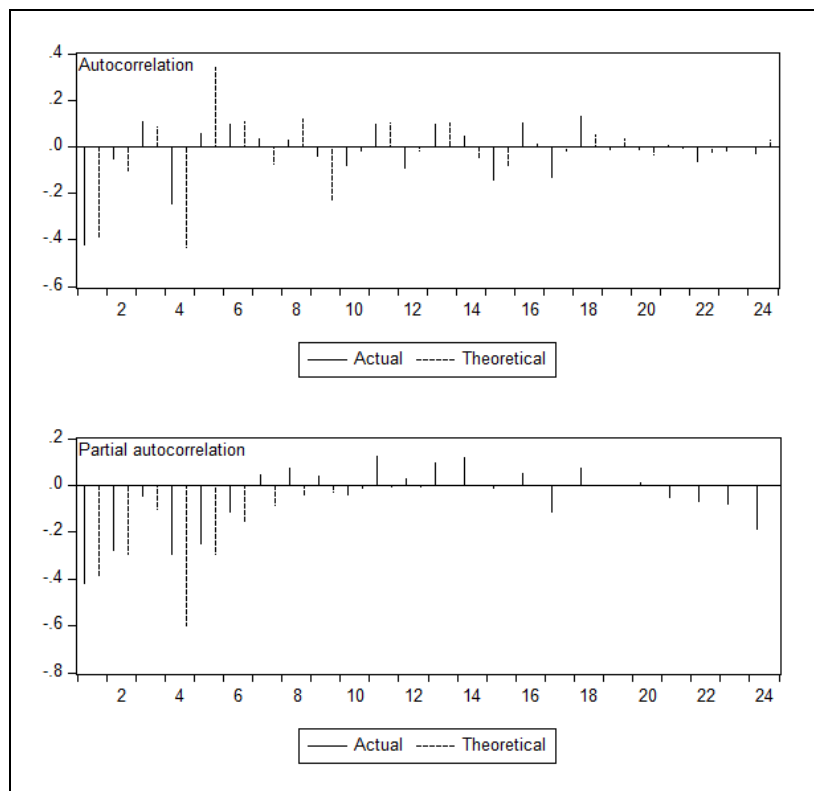 .4
Autocorrelation
.2
.0
-.2
-.4
-.6
2 4 6 8 10 12 14 16 18 20 22 24
Actual Theoretical
.2
Partial autocorrelation
.0
-.2
-.4
-.6
-.8
2 4 6 8 10 12 14 16 18 20 22 24
Actual Theoretical